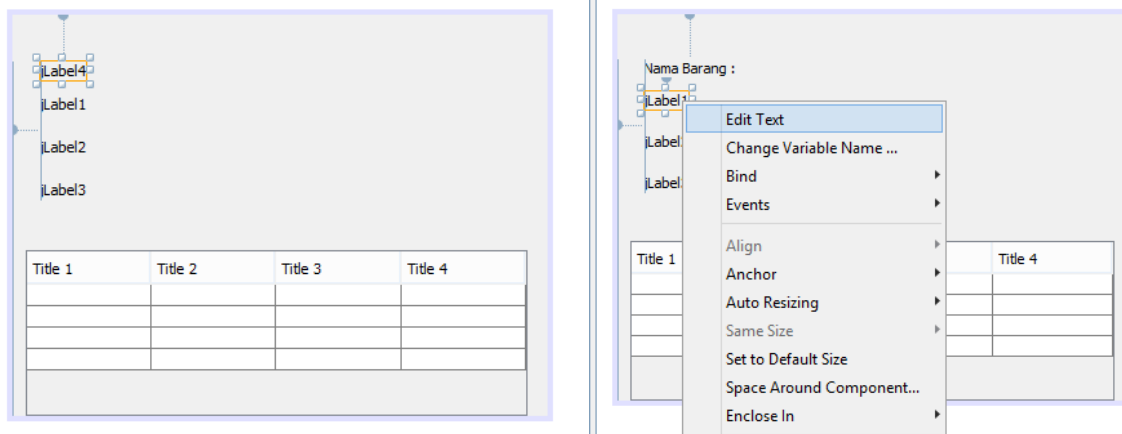 jLabel4
jLabel1
jLabel2
jLabel3
Title 1 Title 2 Title 3 Title 4
Nama Barang :
jLabel1
jLabel
jLabel
Edit Text
Change Variable Name ...
Bind
Events
Align
Anchor
Auto Resizing
Same Size
Set to Default Size
Space Around Component...
Enclose In
Title 1 Title 4